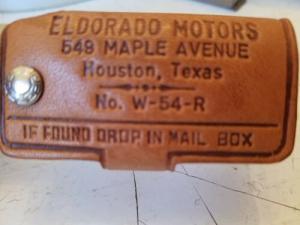 ELDORADO MOTORS
549 MAPLE AVENUE
Houston, Texas
No. W-54-R
IF FOUND DROP IN MAIL BOX